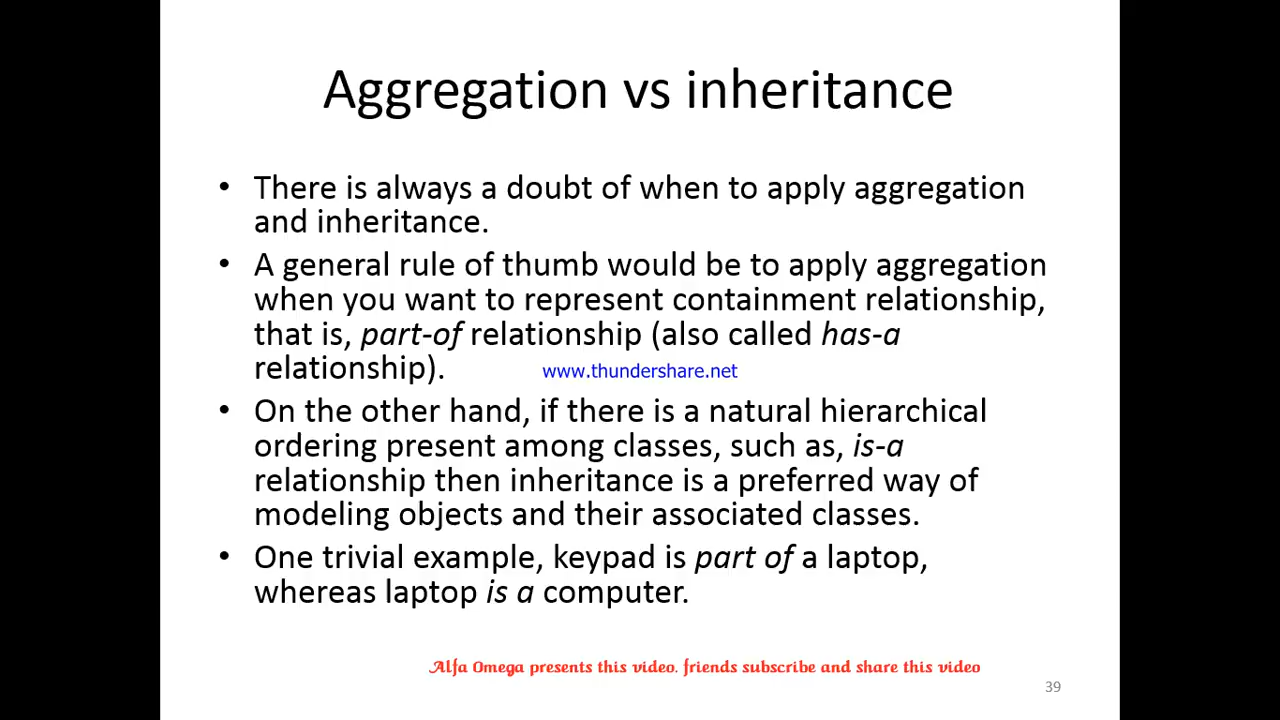 Aggregation vs inheritance
• There is always a doubt of when to apply aggregation
and inheritance.
• A general rule of thumb would be to apply aggregation
when you want to represent containment relationship,
that is, part-of relationship (also called has-a
relationship).
www.thundershare.net
• On the other hand, if there is a natural hierarchical
ordering present among classes, such as, is-a
relationship then inheritance is a preferred way of
modeling objects and their associated classes.
• One trivial example, keypad is part of a laptop,
whereas laptop is a computer.
Alfa Omega presents this video. friends subscribe and share this video
39